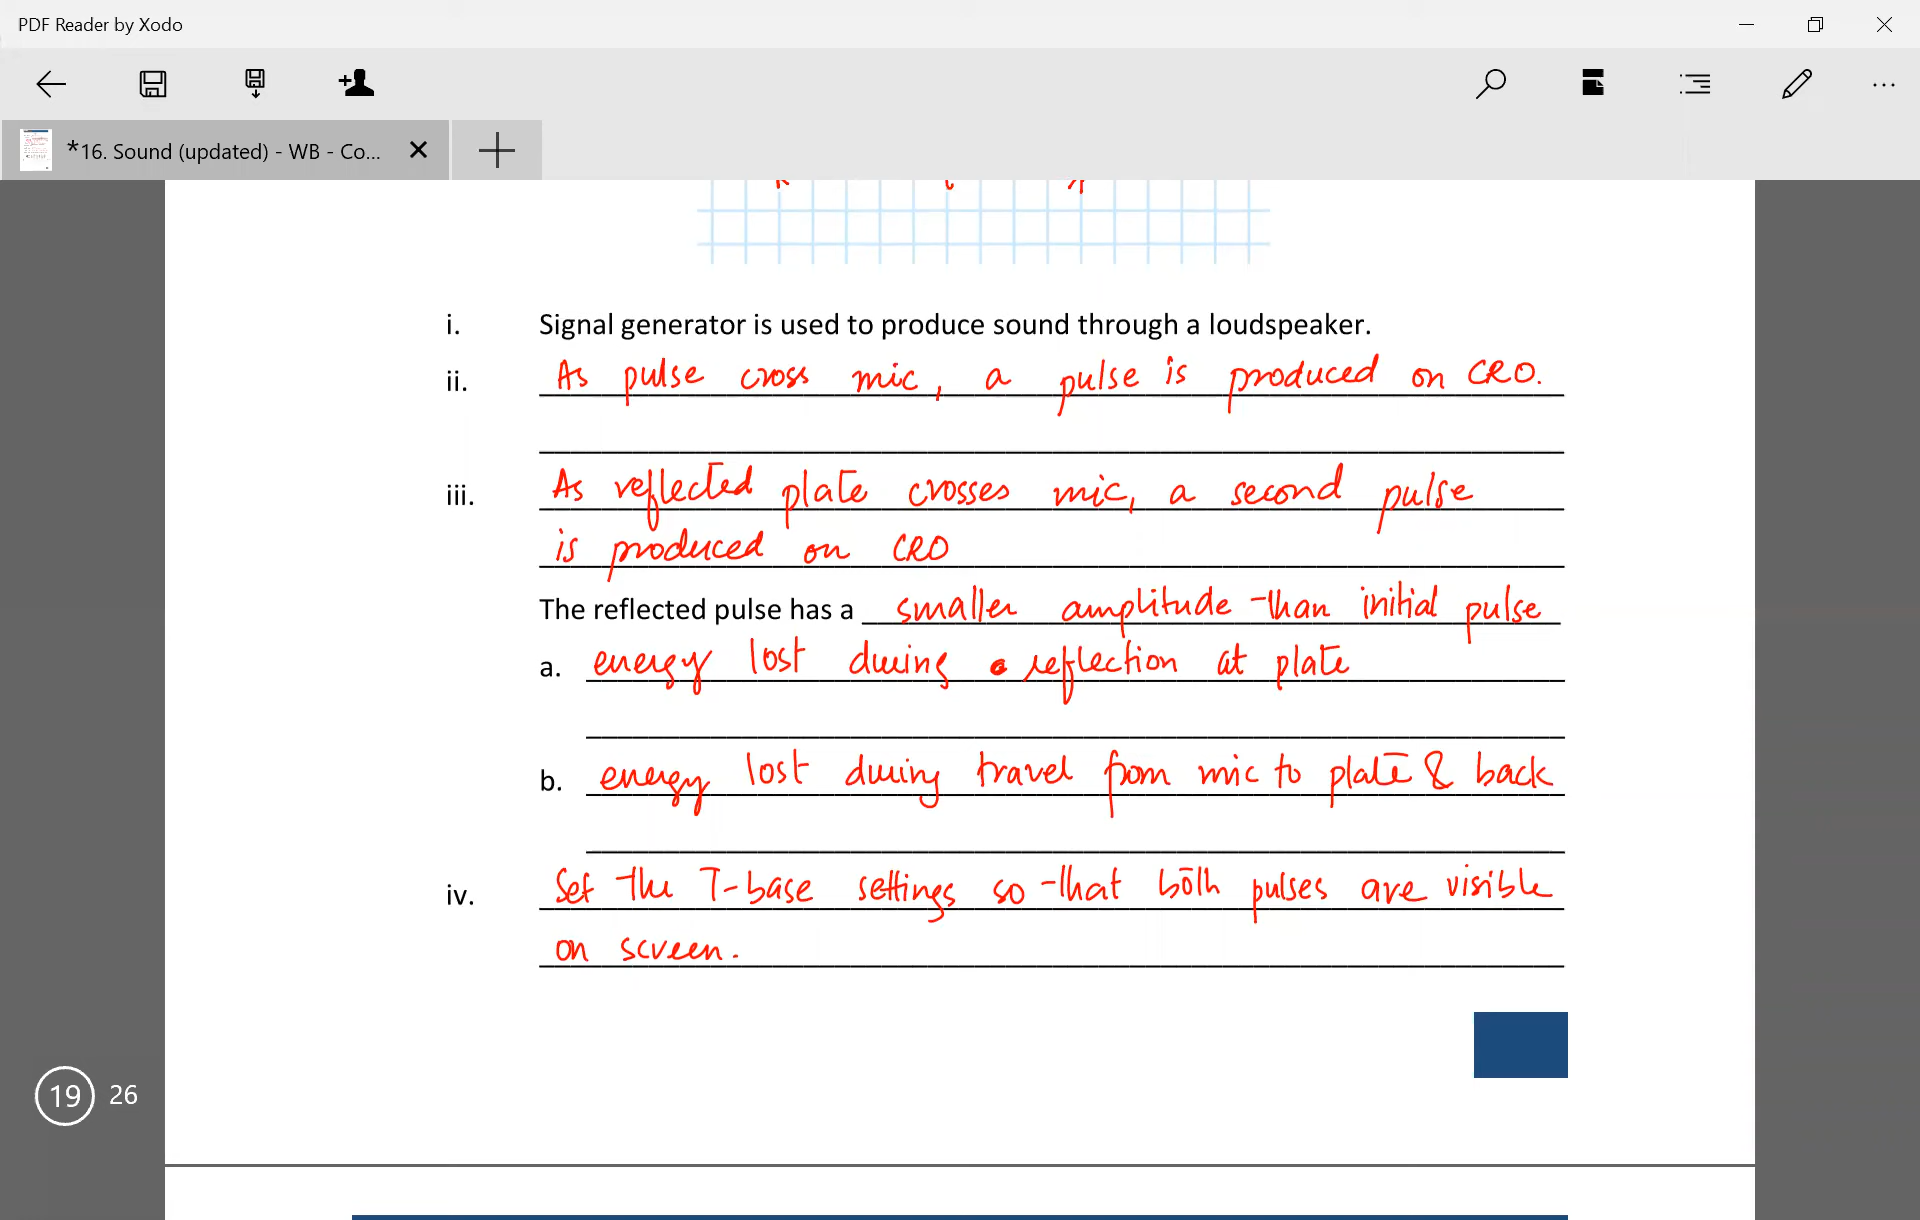 PDF Reader by Xodo
*16. Sound (updated) - WB - Co...
i. Signal generator is used to produce sound through a loudspeaker.
ii. As pulse cross mic, a pulse is produced on CRO.
iii. As reflected plate crosses mic, a second pulse
is produced on CRO
The reflected pulse has a smaller amplitude than initial pulse
a. energy lost during reflection at plate
b. energy lost during travel from mic to plate & back
iv. Set the T-base settings so that both pulses are visible
on screen.
19 26